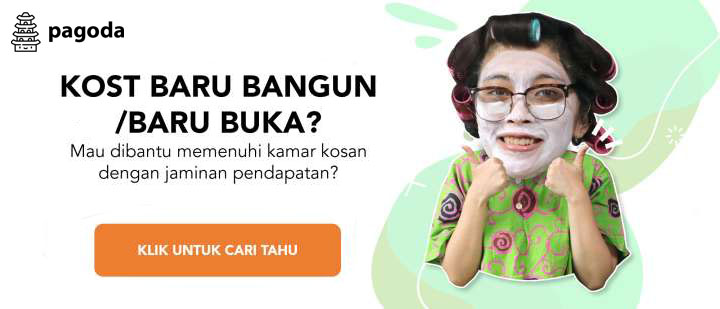 pagoda
KOST BARU BANGUN
/BARU BUKA?
Mau dibantu memenuhi kamar kosan
dengan jaminan pendapatan?
KLIK UNTUK CARI TAHU